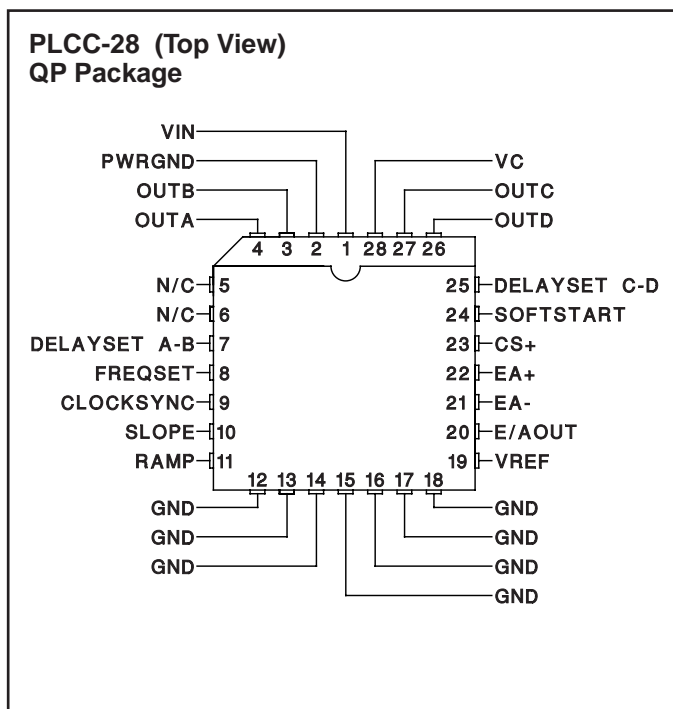 PLCC-28 (Top View)
QP Package
VIN
PWRGND
VC
OUTB
OUTC
OUTA
OUTD
4 3 2 1 28 27 26
N/C 5
25 DELAYSET C-D
N/C 6
24 SOFTSTART
DELAYSET A-B 7
23 CS+
FREQSET 8
22 EA+
CLOCKSYNC 9
21 EA-
SLOPE 10
20 E/AOUT
RAMP 11
19 VREF
12 13 14 15 16 17 18
GND
GND
GND
GND
GND
GND
GND